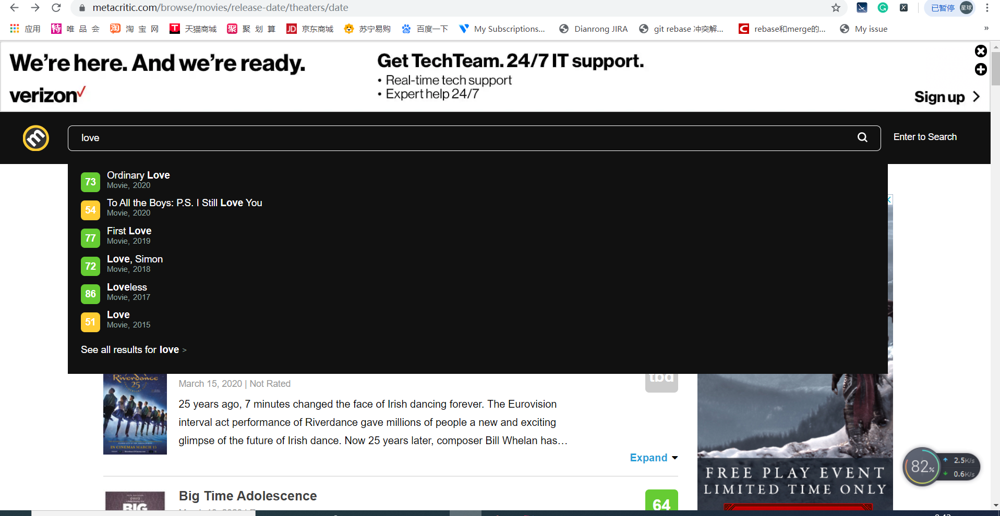 metacritic.com/browse/movies/release-date/theaters/date
已暂停 星球
应用 特 唯 品 会 淘 淘 宝 网 T 天猫商城 聚 聚 划 算 JD 京东商城 苏宁易购 du 百度一下 My Subscriptions... Dianrong JIRA git rebase 冲突解... C rebase和merge的... My issue »
We're here. And we're ready.
verizon✓
Get TechTeam. 24/7 IT support.
• Real-time tech support
• Expert help 24/7
Sign up >
m
love
Enter to Search
73 Ordinary Love
Movie, 2020
54 To All the Boys: P.S. I Still Love You
Movie, 2020
77 First Love
Movie, 2019
72 Love, Simon
Movie, 2018
86 Loveless
Movie, 2017
51 Love
Movie, 2015
See all results for love >
Riverdance
25
IN CINEMAS MARCH 15
March 15, 2020 | Not Rated
tbd
25 years ago, 7 minutes changed the face of Irish dancing forever. The Eurovision
interval act performance of Riverdance gave millions of people a new and exciting
glimpse of the future of Irish dance. Now 25 years later, composer Bill Whelan has…
Expand
BIG
Big Time Adolescence
64
FREE PLAY EVENT
LIMITED TIME ONLY
82%
2.5K/s
0.6K/s